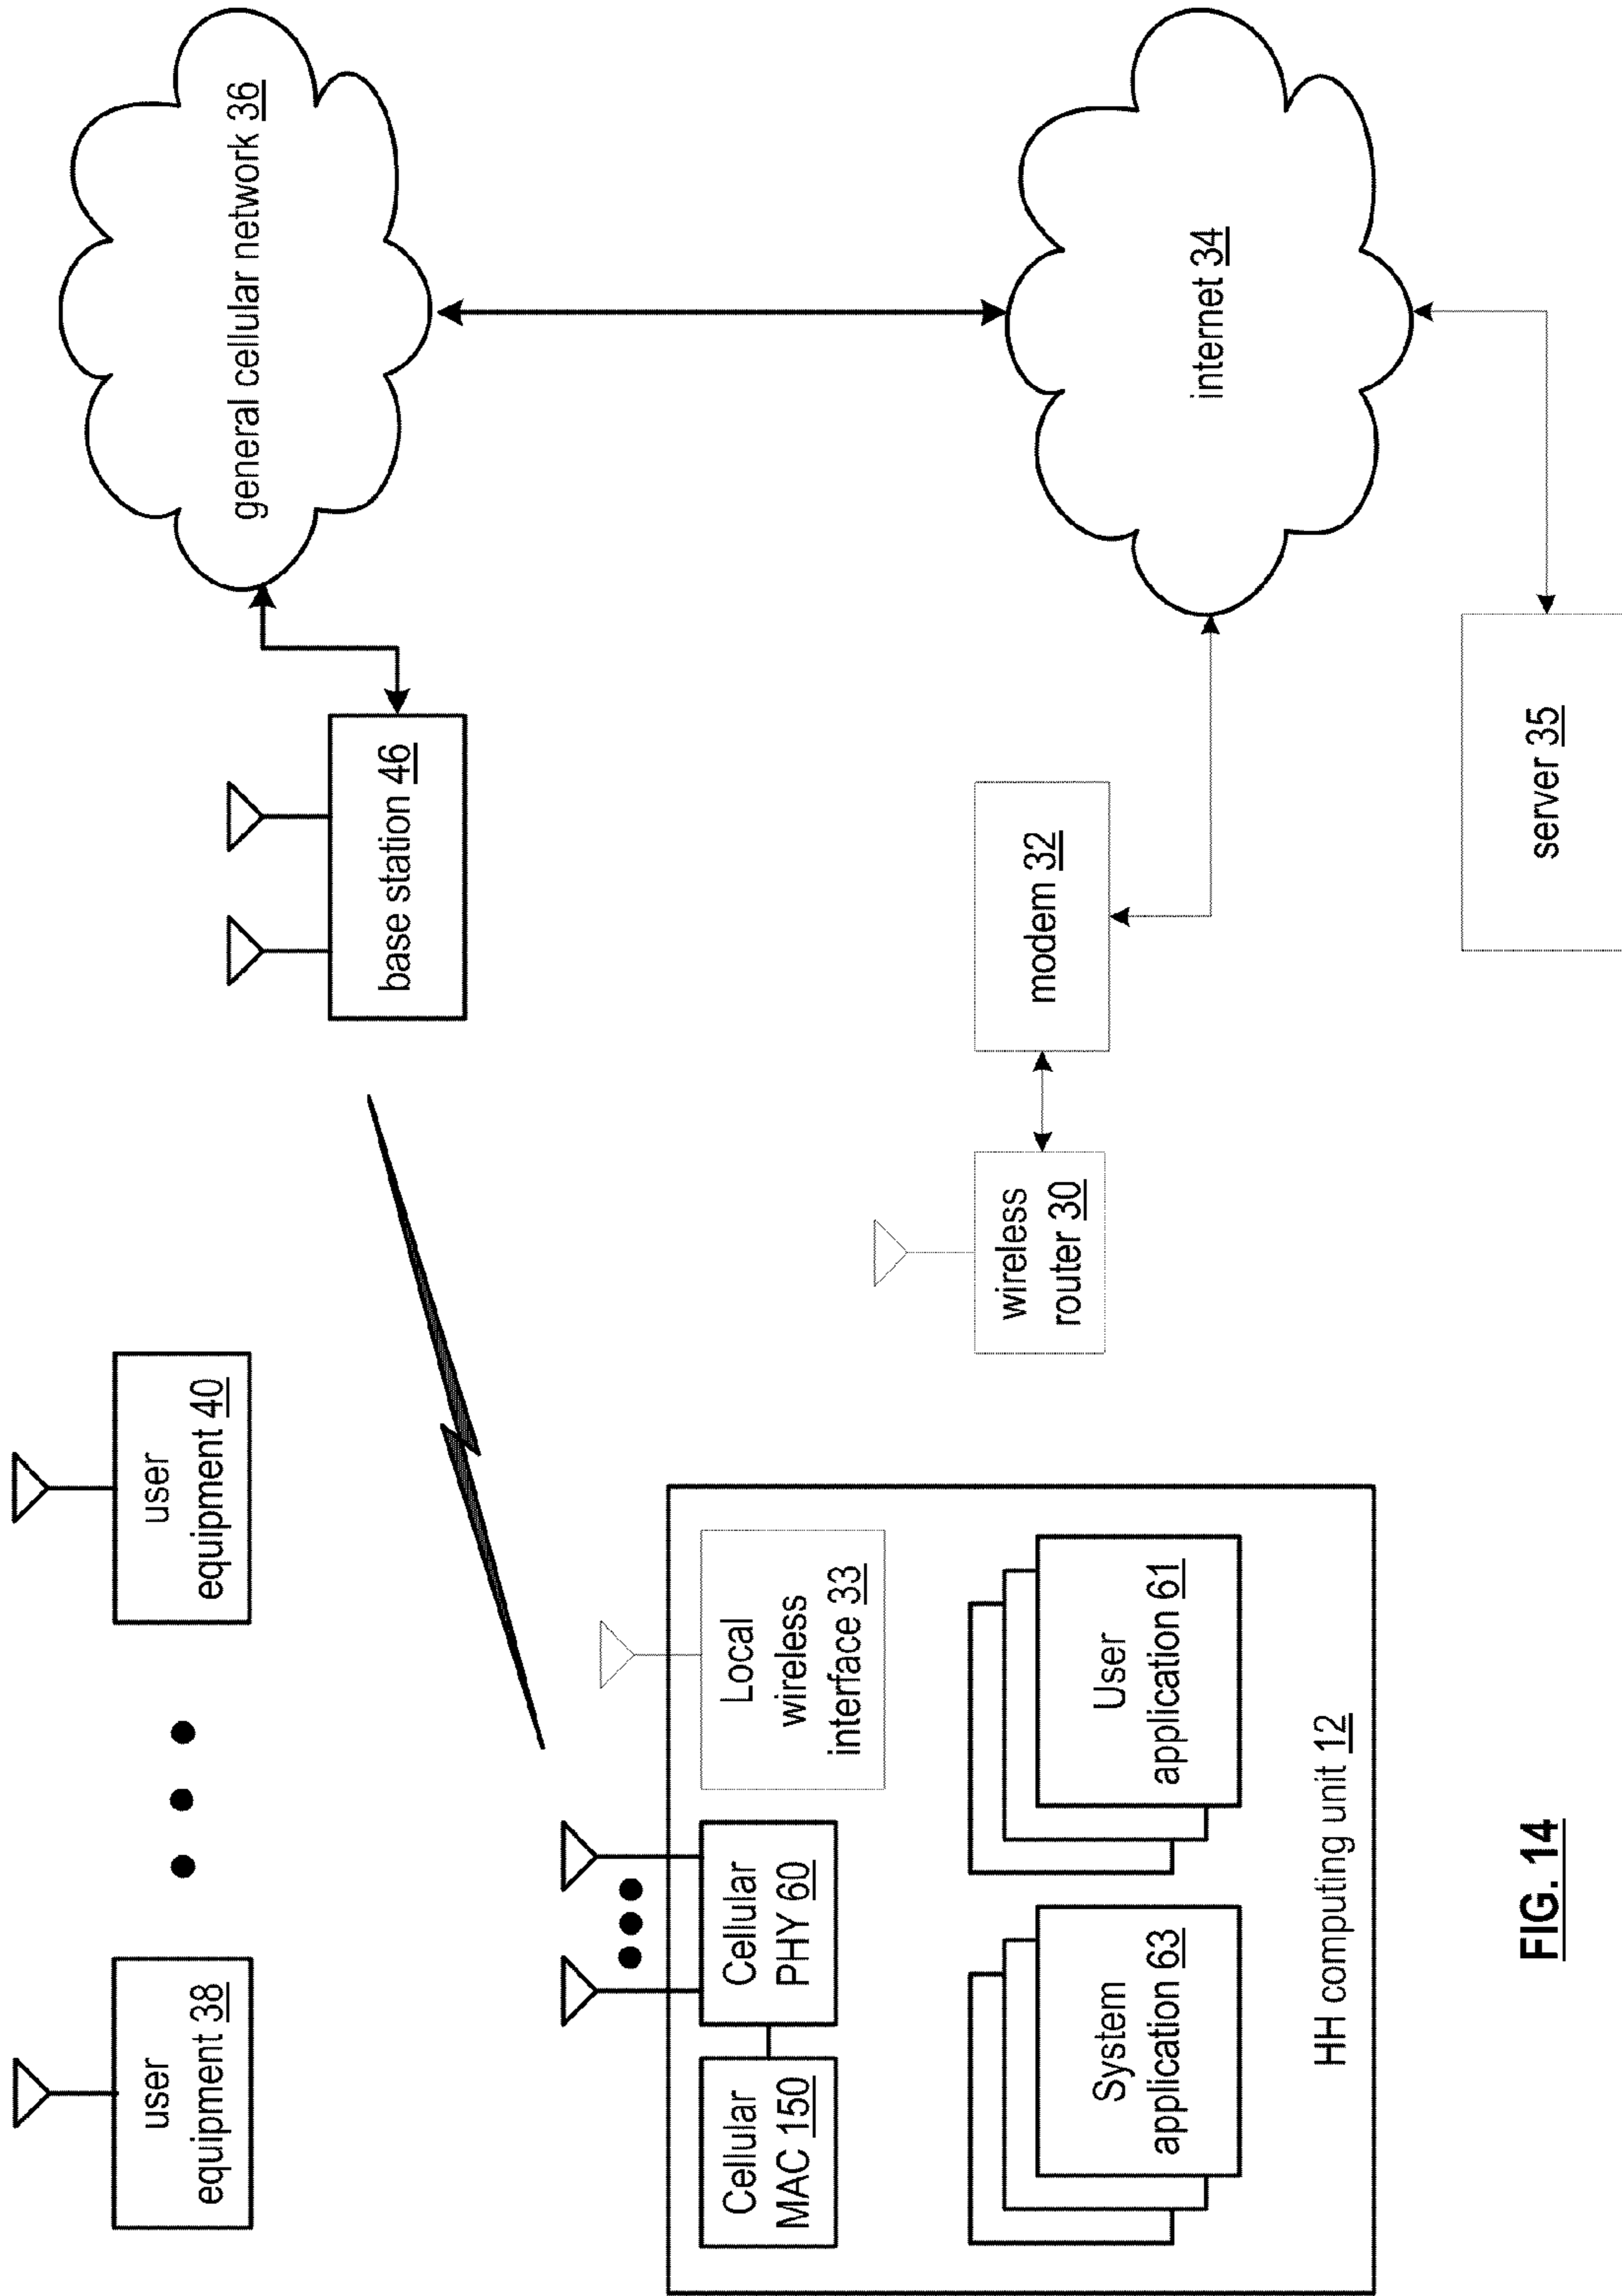 user
equipment 38
user
equipment 40
general cellular network 36
base station 46
Cellular
MAC 150
Cellular
PHY 60
Local
wireless
interface 33
System
application 63
User
application 61
HH computing unit 12
wireless
router 30
modem 32
internet 34
server 35
FIG. 14